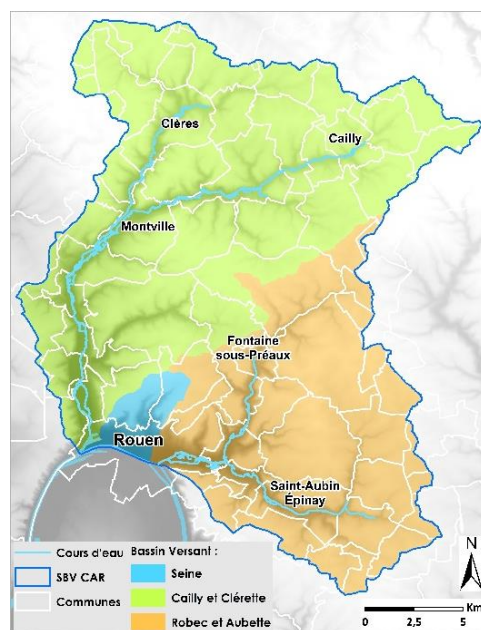 Clères
Cailly
Montville
Fontaine
sous-Préaux
Rouen
Saint-Aubin
Épinay
N
Cours d'eau
SBV CAR
Communes
Bassin Versant :
Seine
Cailly et Clérette
Robec et Aubette
0 2,5 5 Km